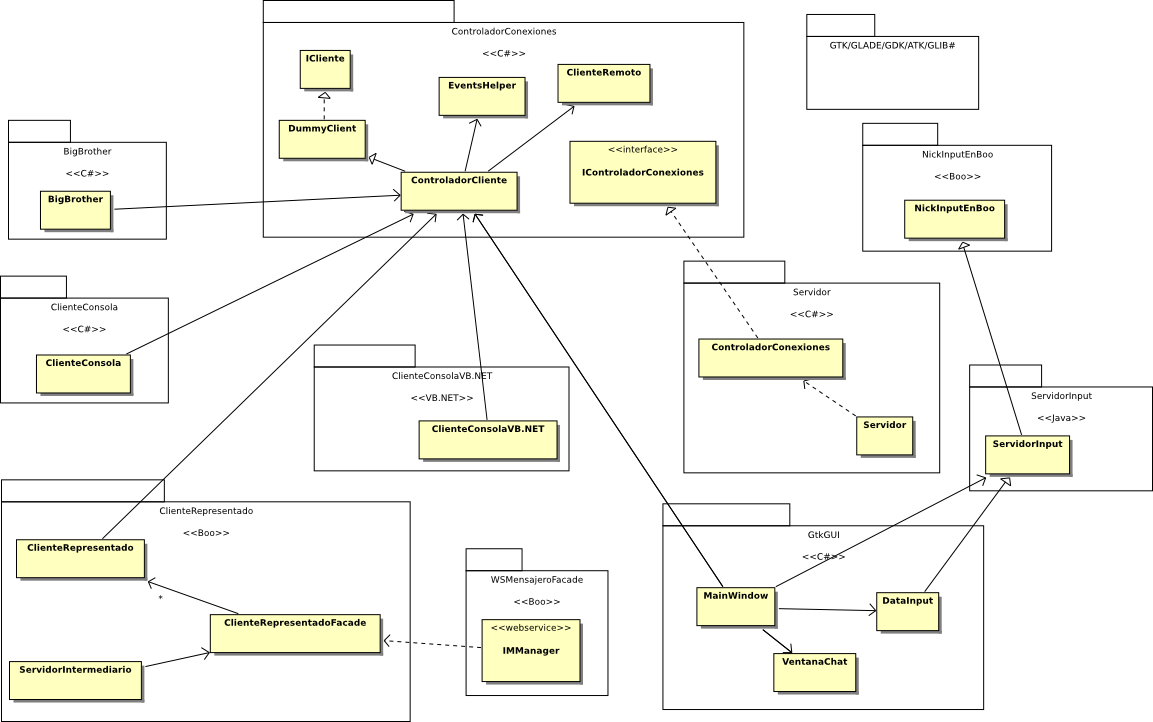 ControladorConexiones
<<C#>>
ICliente
EventsHelper
ClienteRemoto
DummyClient
<<interface>>
IControladorConexiones
ControladorCliente
GTK/GLADE/GDK/ATK/GLIB#
BigBrother
<<C#>>
BigBrother
NickInputEnBoo
<<Boo>>
NickInputEnBoo
ClienteConsola
<<C#>>
ClienteConsola
Servidor
<<C#>>
ControladorConexiones
Servidor
ClienteConsolaVB.NET
<<VB.NET>>
ClienteConsolaVB.NET
ServidorInput
<<Java>>
ServidorInput
ClienteRepresentado
<<Boo>>
ClienteRepresentado
*
ClienteRepresentadoFacade
ServidorIntermediario
WSMensajeroFacade
<<Boo>>
<<webservice>>
IMManager
GtkGUI
<<C#>>
MainWindow
DataInput
VentanaChat